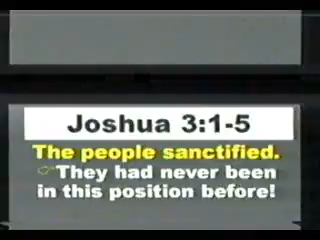 Joshua 3:1-5
The people sanctified.
☞They had never been
in this position before!